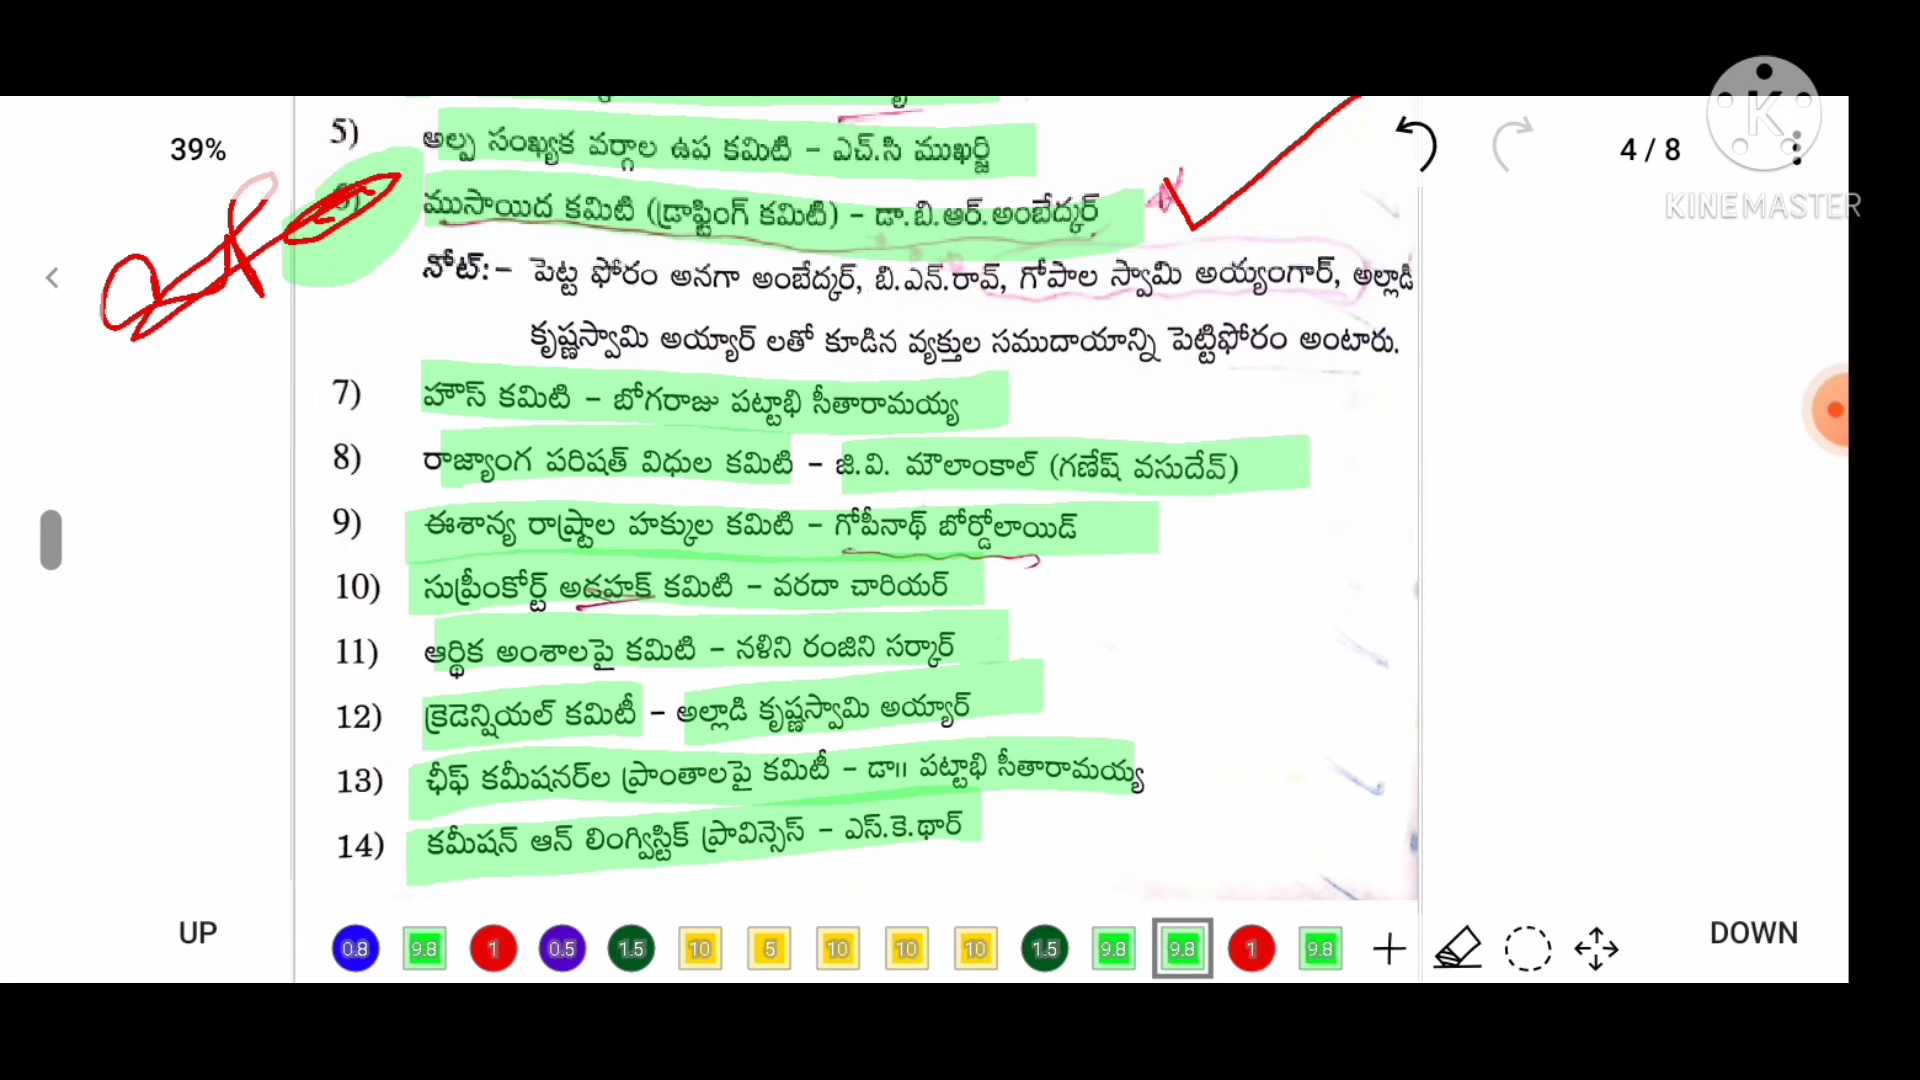 39%
4 / 8
K
KINEMASTER
5) అల్ప సంఖ్యక వర్గాల ఉప కమిటి – ఎచ్.సి ముఖర్జి
6) ముసాయిద కమిటి (డ్రాఫ్టింగ్ కమిటి) – డా.బి.ఆర్.అంబేద్కర్
నోట్:– పెట్ట ఫోరం అనగా అంబేద్కర్, బి.ఎన్.రావ్, గోపాల స్వామి అయ్యంగార్, అల్లాడి
కృష్ణస్వామి అయ్యార్ లతో కూడిన వ్యక్తుల సముదాయాన్ని పెట్టిఫోరం అంటారు.
7) హౌస్ కమిటి – బోగరాజు పట్టాభి సీతారామయ్య
8) రాజ్యాంగ పరిషత్ విధుల కమిటి – జి.వి. మౌలాంకాల్ (గణేష్ వసుదేవ్)
9) ఈశాన్య రాష్ట్రాల హక్కుల కమిటి – గోపీనాథ్ బోర్డోలాయిడ్
10) సుప్రీంకోర్ట్ అడహక్ కమిటి – వరదా చారియర్
11) ఆర్థిక అంశాలపై కమిటి – నళిని రంజిని సర్కార్
12) క్రెడెన్షియల్ కమిటీ – అల్లాడి కృష్ణస్వామి అయ్యార్
13) ఛీఫ్ కమీషనర్‌ల ప్రాంతాలపై కమిటీ – డా॥ పట్టాభి సీతారామయ్య
14) కమీషన్ ఆన్ లింగ్విస్టిక్ ప్రావిన్సెస్ – ఎస్.కె.థార్
UP
DOWN
0.8 9.8 1 0.5 1.5 10 5 10 10 10 1.5 9.8 9.8 1 9.8